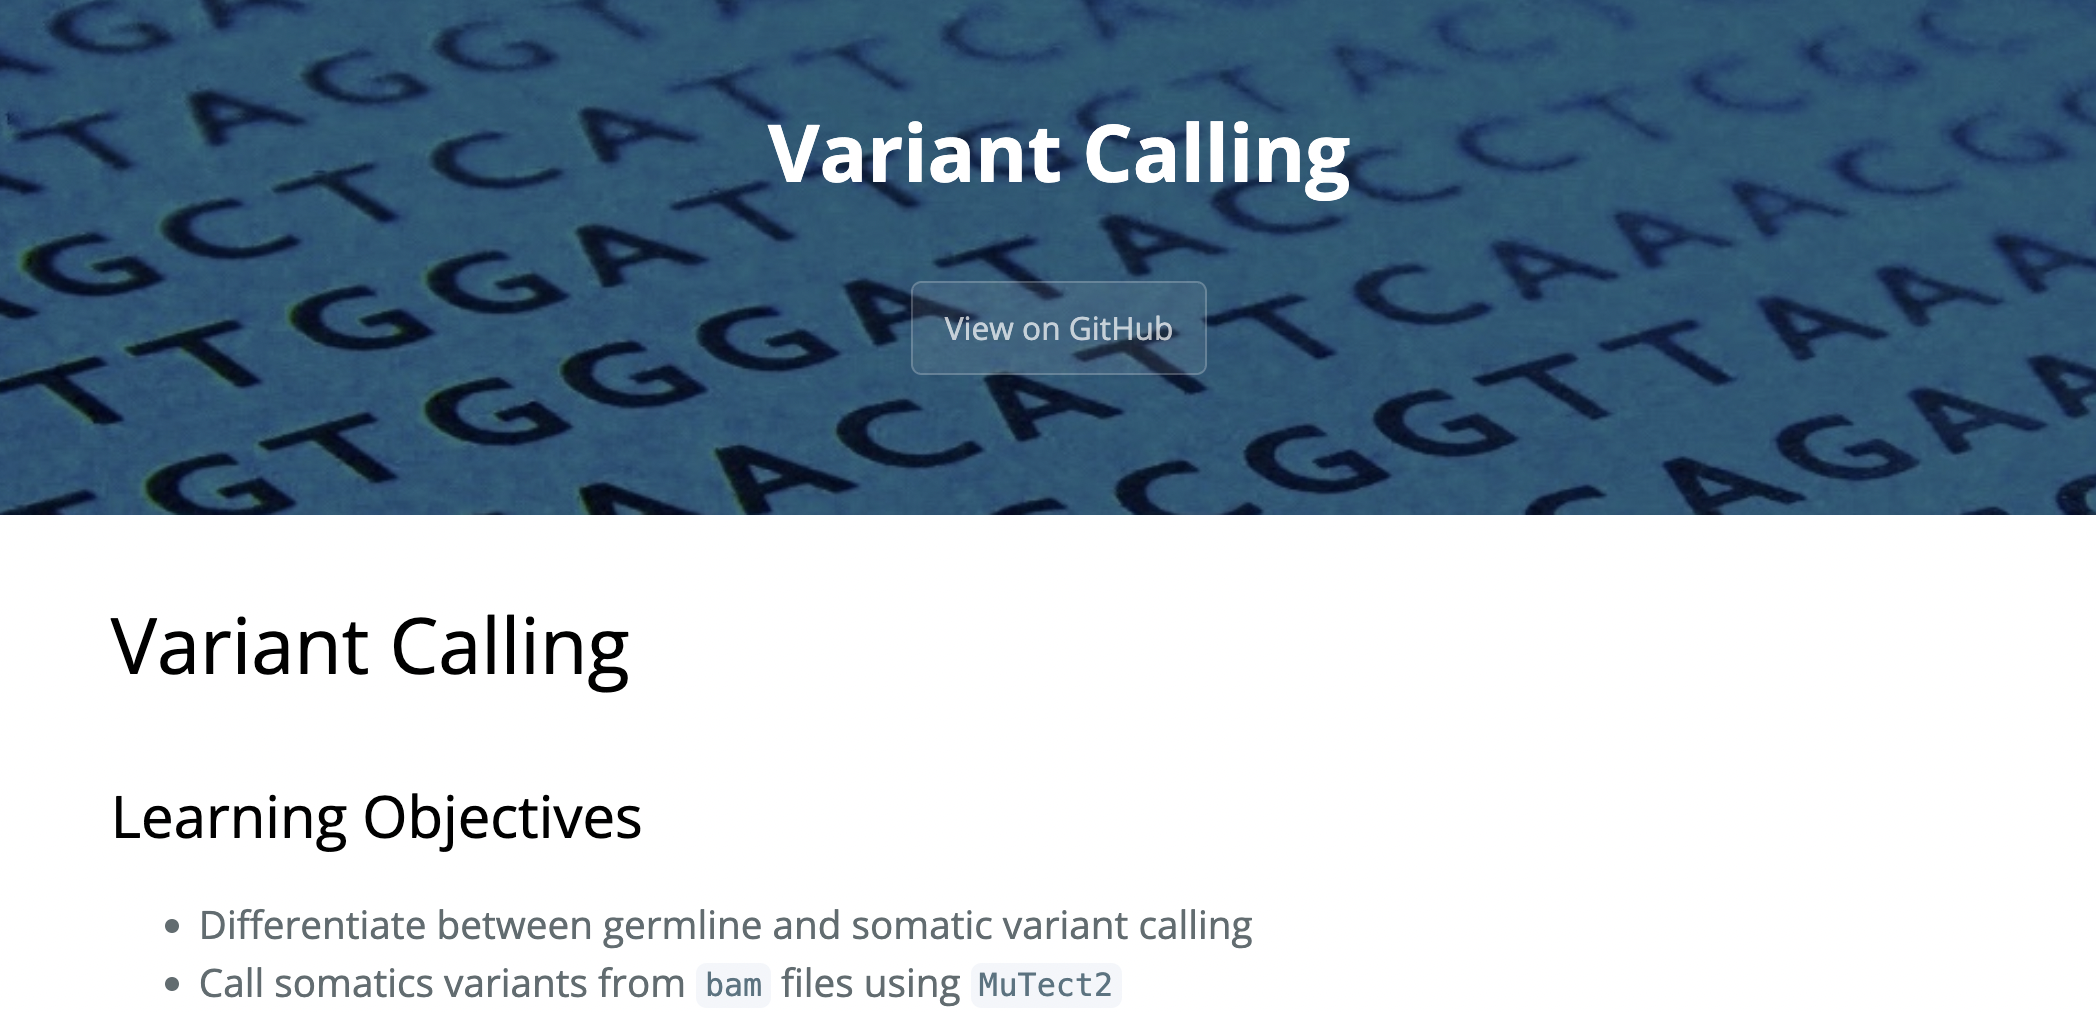 Variant Calling
View on GitHub
Variant Calling
Learning Objectives
Differentiate between germline and somatic variant calling
Call somatics variants from bam files using MuTect2